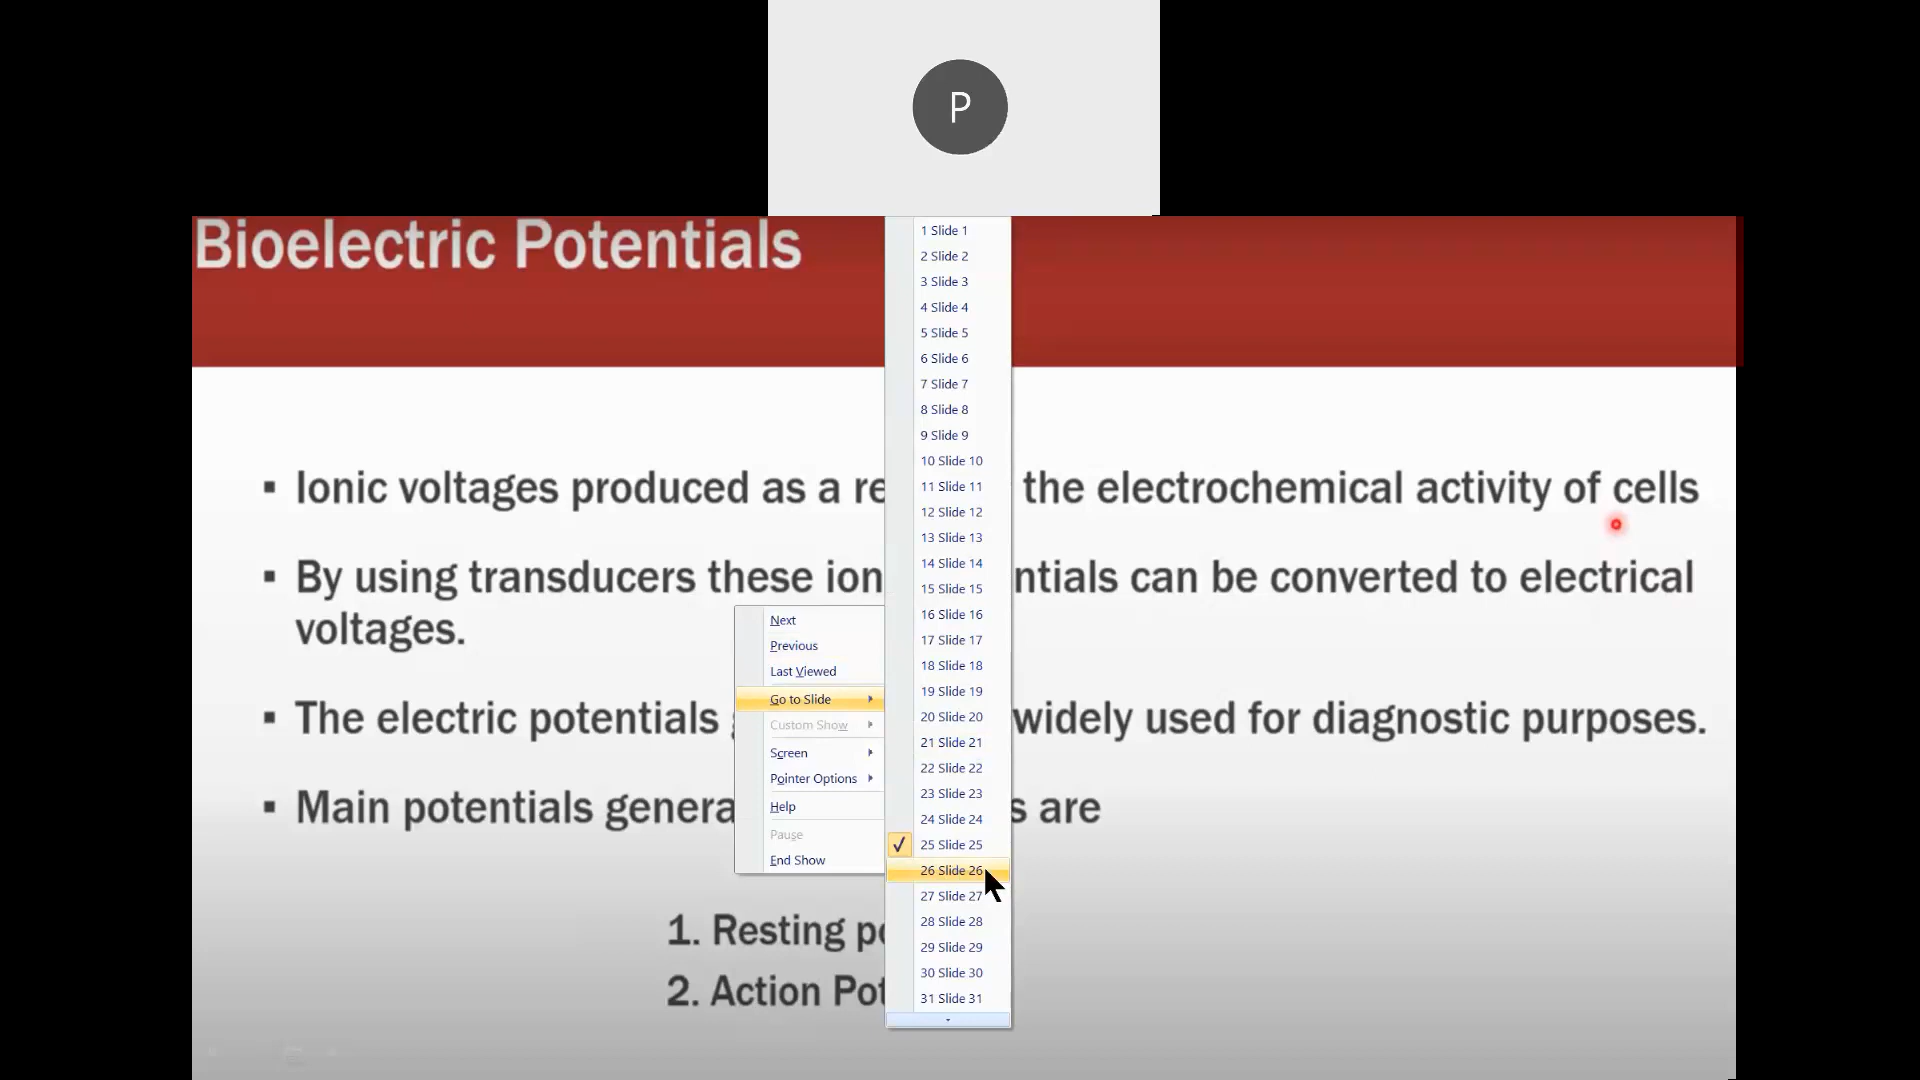 P
Bioelectric Potentials
Ionic voltages produced as a re the electrochemical activity of cells
By using transducers these ion ntials can be converted to electrical
voltages.
The electric potentials widely used for diagnostic purposes.
Main potentials genera s are
1. Resting po
2. Action Pot
Next
Previous
Last Viewed
Go to Slide
Custom Show
Screen
Pointer Options
Help
Pause
End Show
1 Slide 1
2 Slide 2
3 Slide 3
4 Slide 4
5 Slide 5
6 Slide 6
7 Slide 7
8 Slide 8
9 Slide 9
10 Slide 10
11 Slide 11
12 Slide 12
13 Slide 13
14 Slide 14
15 Slide 15
16 Slide 16
17 Slide 17
18 Slide 18
19 Slide 19
20 Slide 20
21 Slide 21
22 Slide 22
23 Slide 23
24 Slide 24
25 Slide 25
26 Slide 26
27 Slide 27
28 Slide 28
29 Slide 29
30 Slide 30
31 Slide 31